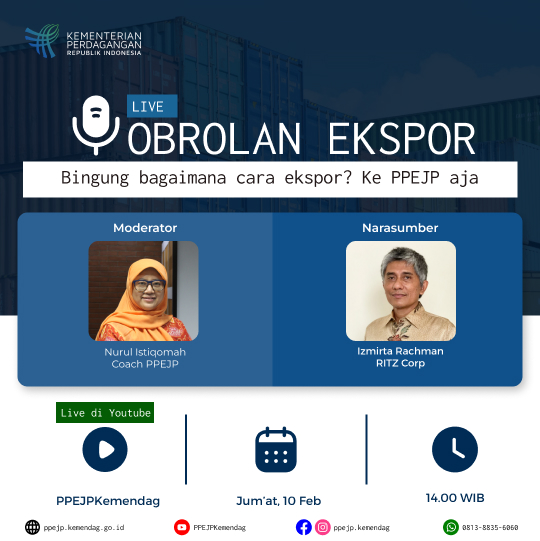 KEMENTERIAN
PERDAGANGAN
REPUBLIK INDONESIA
LIVE
OBROLAN EKSPOR
Bingung bagaimana cara ekspor? Ke PPEJP aja
Moderator
Narasumber
Nurul Istiqomah
Coach PPEJP
Izmirta Rachman
RITZ Corp
Live di Youtube
PPEJPKemendag
Jum'at, 10 Feb
14.00 WIB
ppejp.kemendag.go.id
PPEJPKemendag
ppejp.kemendag
0813-8835-6060